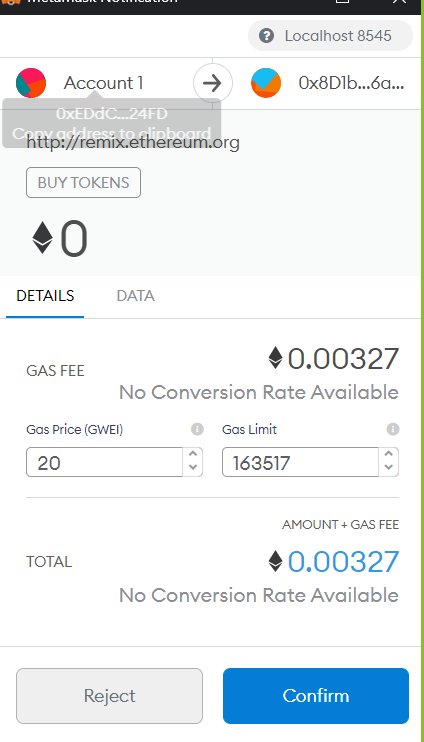 MetaMask Notification
Localhost 8545
Account 1
0x8D1b...6a...
0xEDdC...24FD
Copy address to clipboard
http://remix.ethereum.org
BUY TOKENS
0
DETAILS
DATA
GAS FEE
0.00327
No Conversion Rate Available
Gas Price (GWEI)
Gas Limit
20
163517
AMOUNT + GAS FEE
TOTAL
0.00327
No Conversion Rate Available
Reject
Confirm